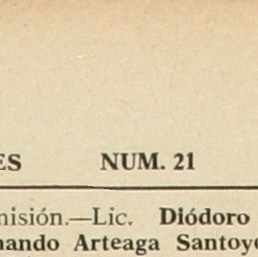 ES NUM. 21
nisión.—Lic. Diódoro
nando Arteaga Santoyo